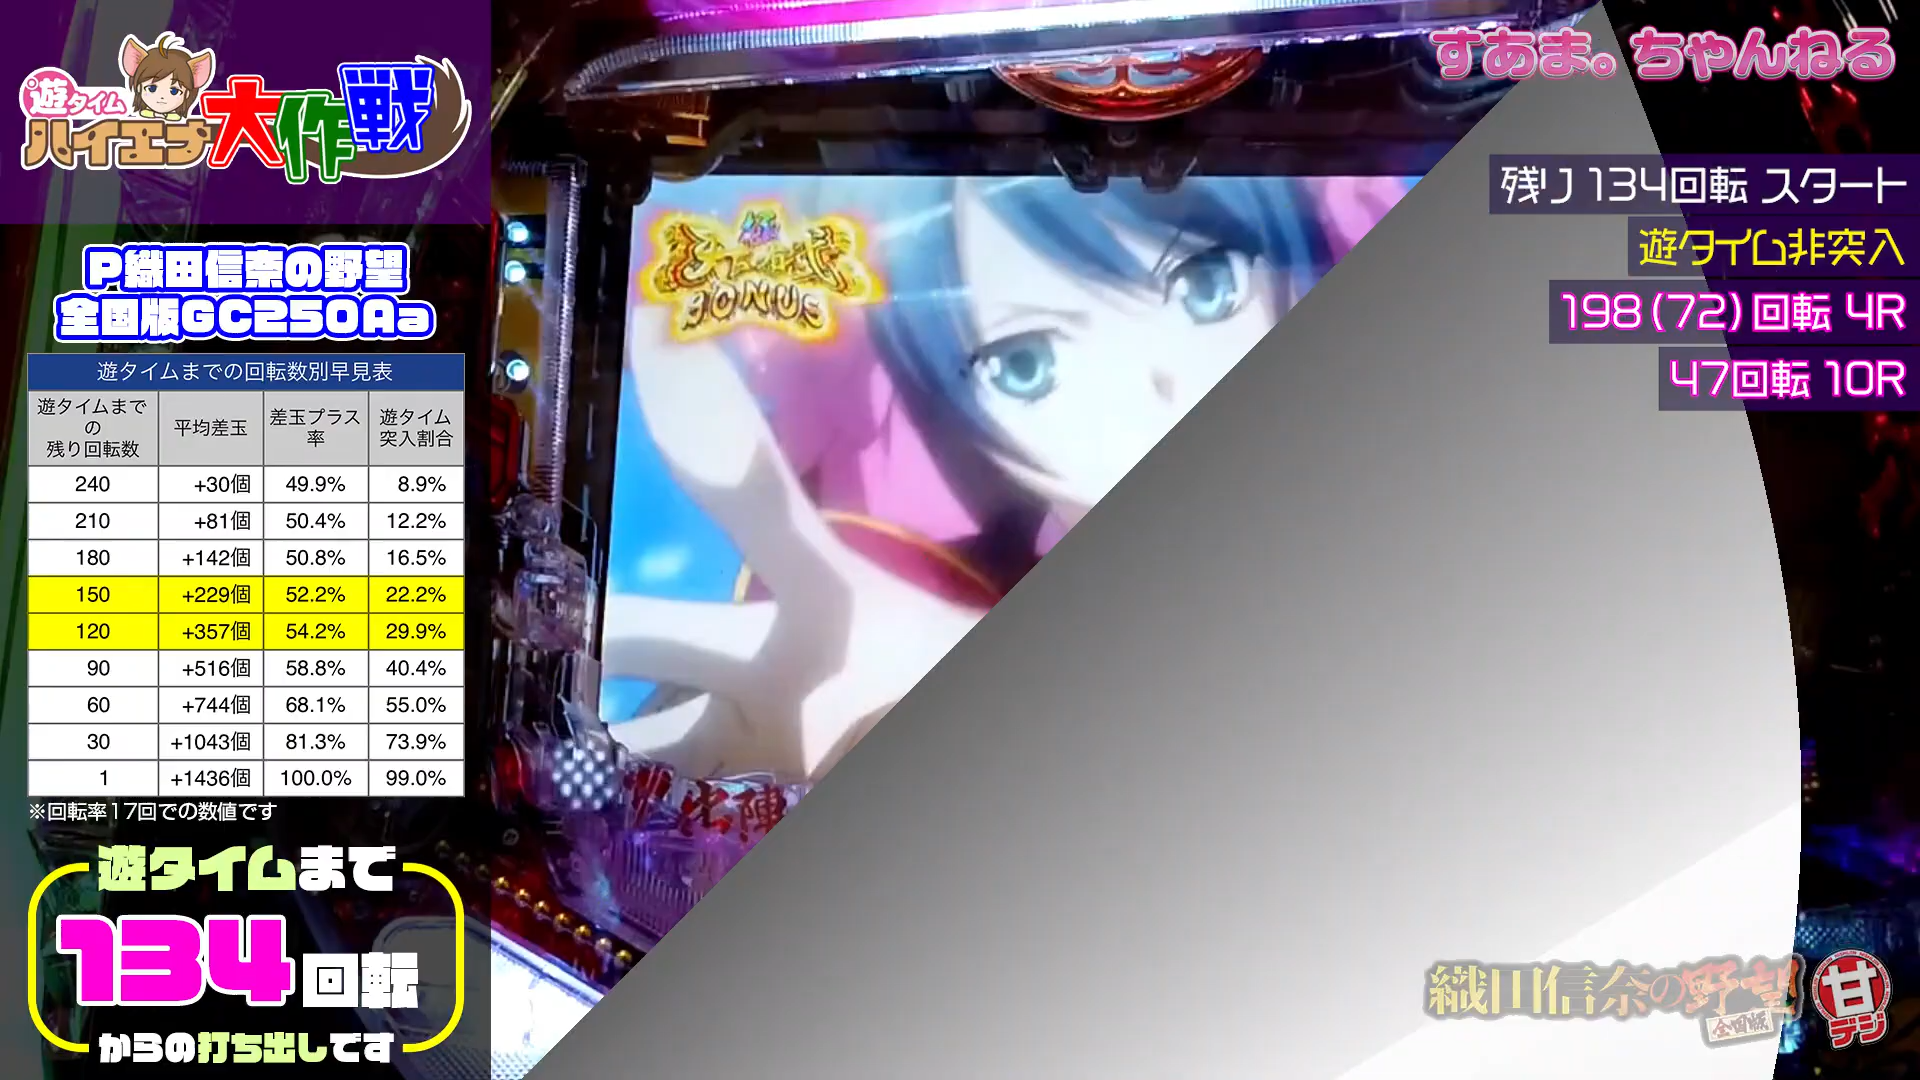 遊タイム
ハイエナ大作戦
P織田信奈の野望
全国版GC250Aa
遊タイムまでの回転数別早見表
遊タイムまで
の
残り回転数
平均差玉
差玉プラス
率
遊タイム
突入割合
240 +30個 49.9% 8.9%
210 +81個 50.4% 12.2%
180 +142個 50.8% 16.5%
150 +229個 52.2% 22.2%
120 +357個 54.2% 29.9%
90 +516個 58.8% 40.4%
60 +744個 68.1% 55.0%
30 +1043個 81.3% 73.9%
1 +1436個 100.0% 99.0%
※回転率17回での数値です
遊タイムまで
134回転
からの打ち出しです
BONUS
出陣
すあま。ちゃんねる
残り134回転 スタート
遊タイム非突入
198(72)回転 4R
47回転 10R
織田信奈の野望
全国版
甘
デジ